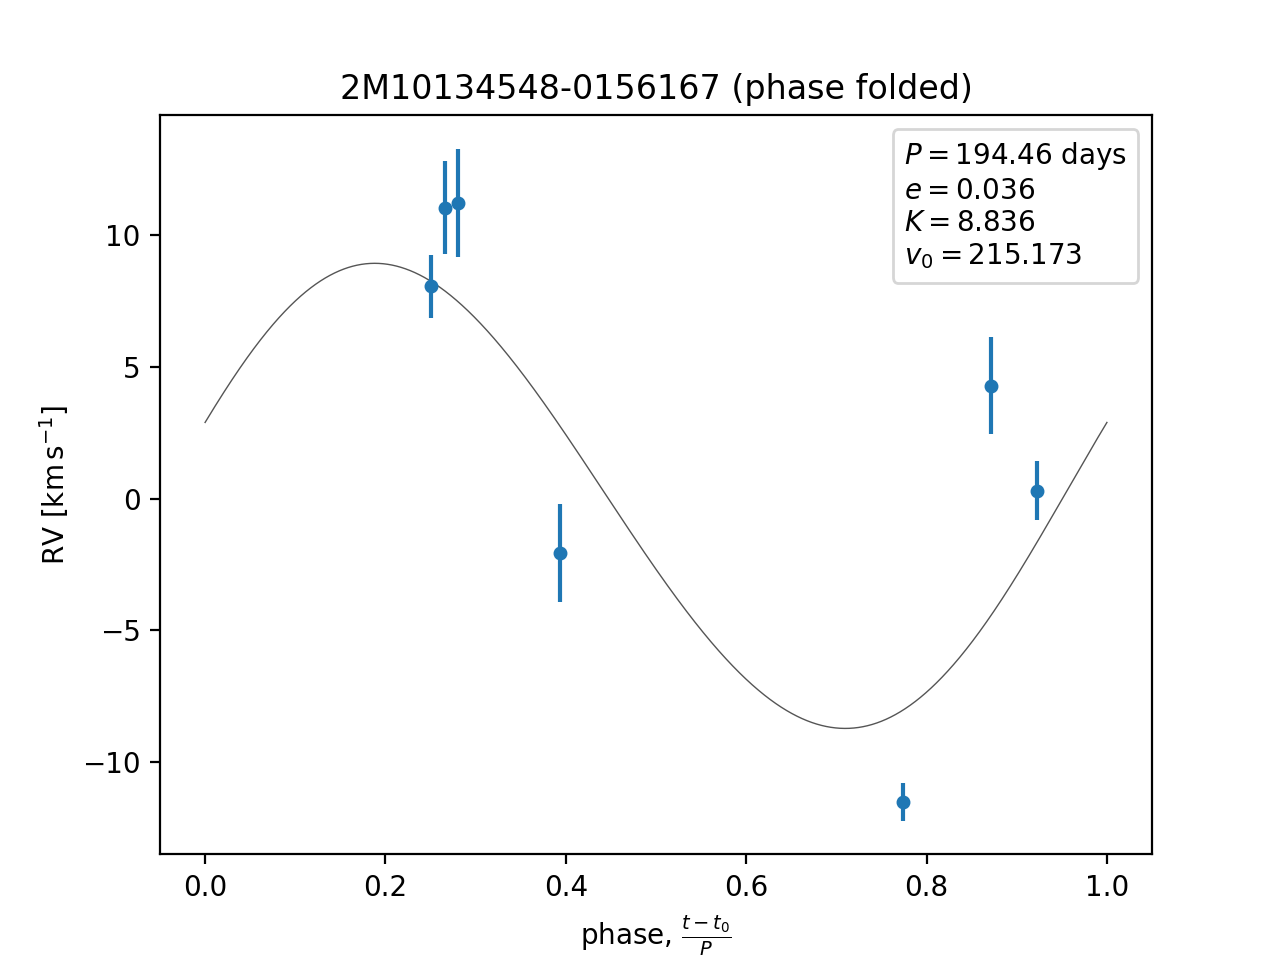 2M10134548-0156167 (phase folded)
P = 194.46 days
e = 0.036
K = 8.836
v₀ = 215.173
RV [km s⁻¹]
10
5
0
−5
−10
0.0 0.2 0.4 0.6 0.8 1.0
phase, (t − t₀)/P